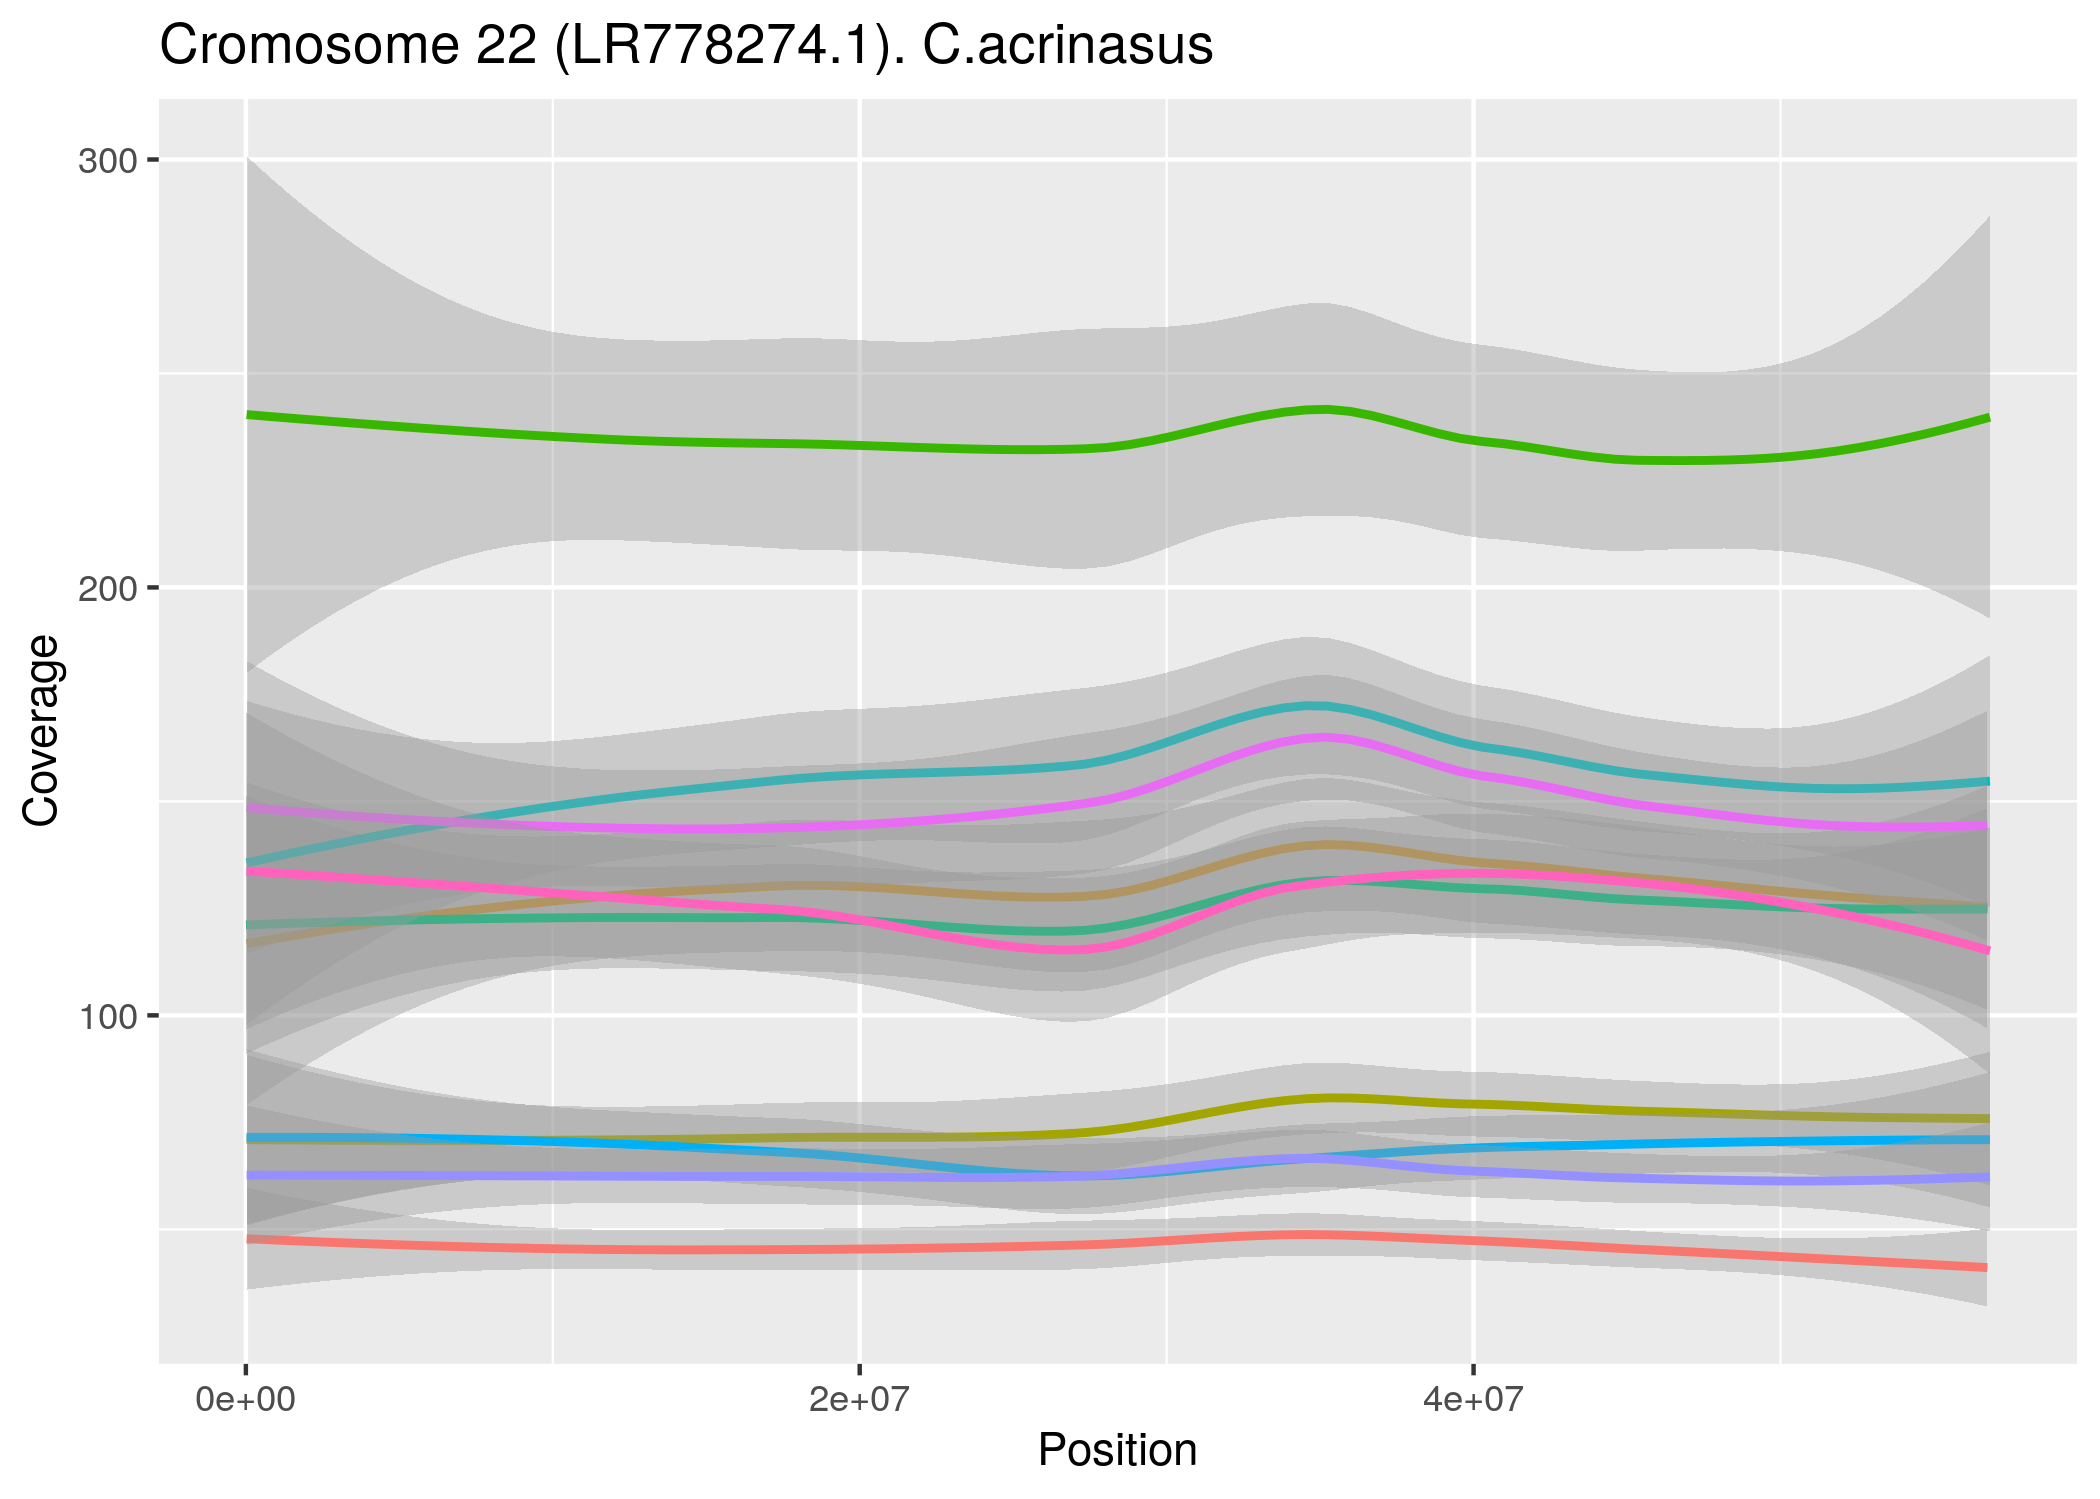 Cromosome 22 (LR778274.1). C.acrinasus
300
200
100
Coverage
0e+00 2e+07 4e+07
Position